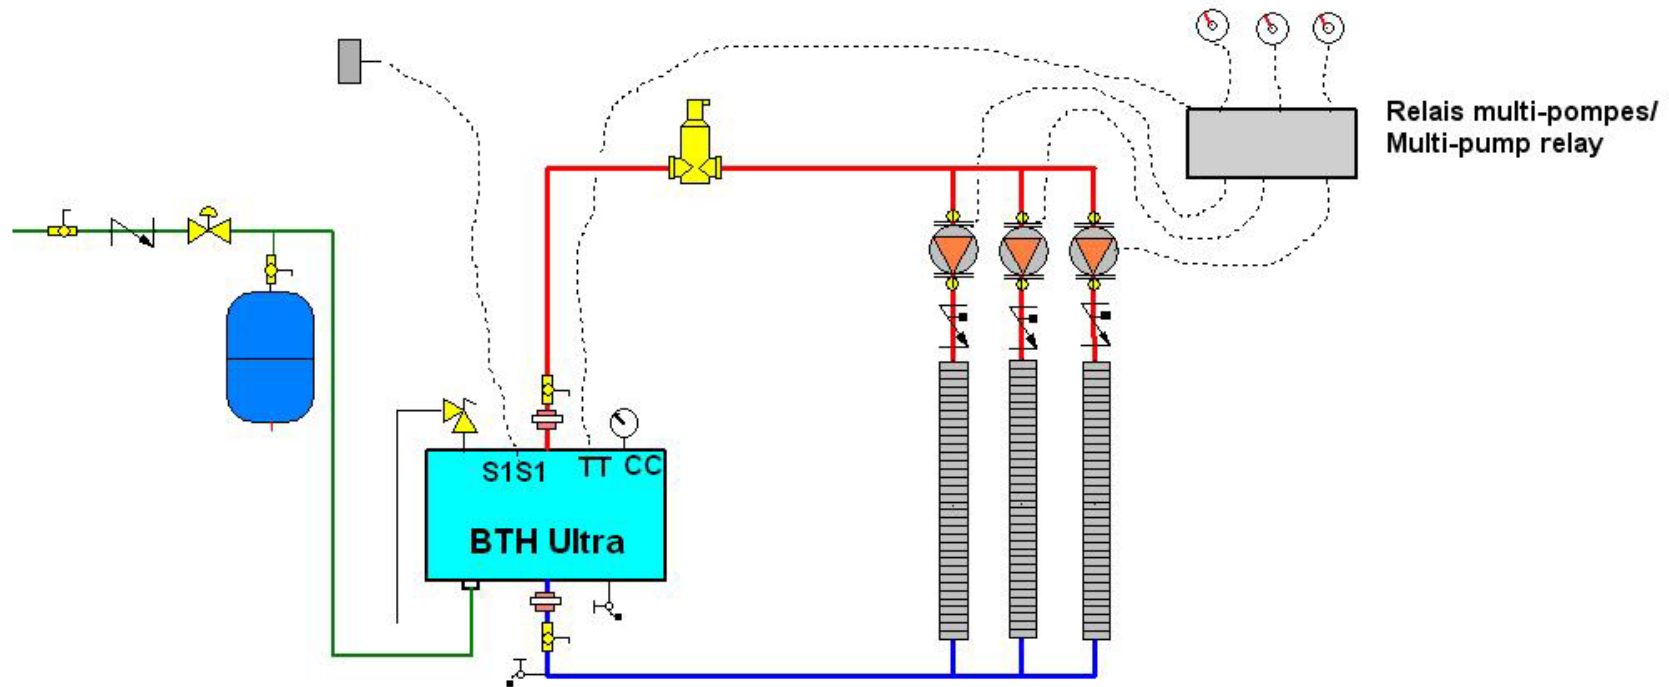 Relais multi-pompes/
Multi-pump relay
S1S1 TT CC
BTH Ultra